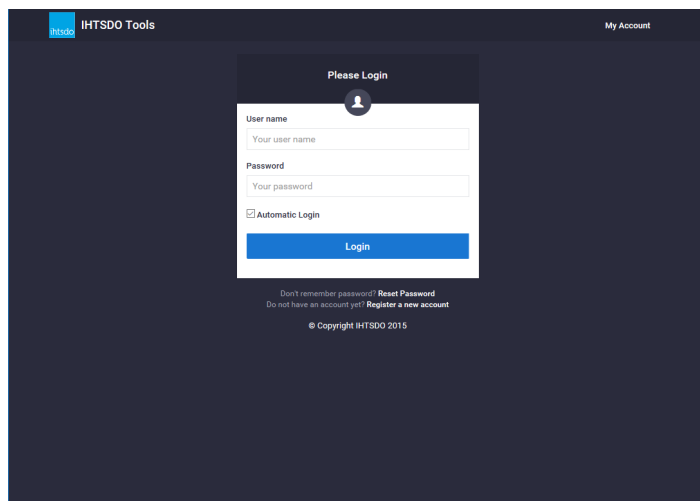 ihtsdo IHTSDO Tools My Account
Please Login
User name
Your user name
Password
Your password
Automatic Login
Login
Don't remember password? Reset Password
Do not have an account yet? Register a new account
© Copyright IHTSDO 2015